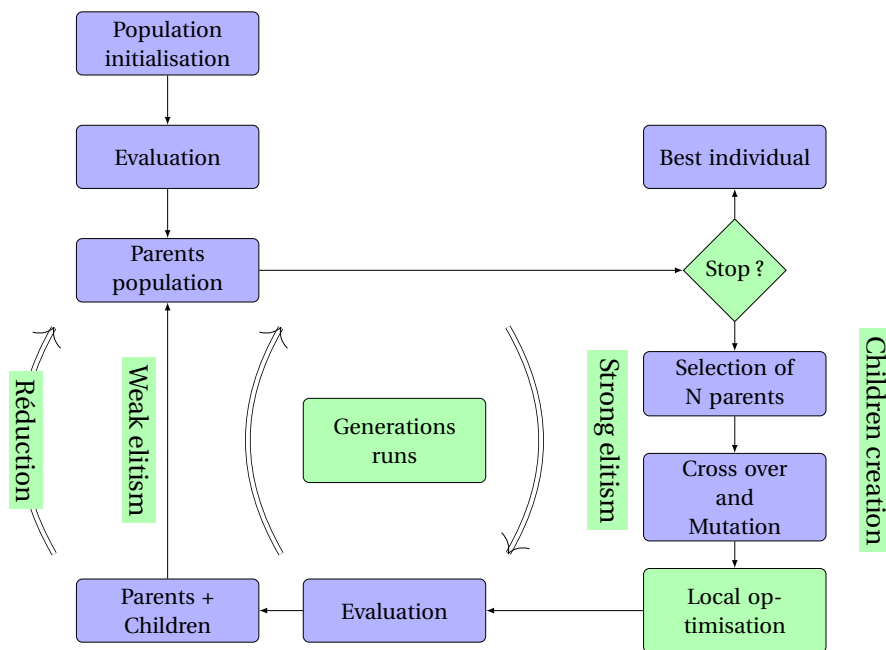 Population
initialisation
Evaluation
Best individual
Parents
population
Stop ?
Réduction
Weak elitism
Generations
runs
Strong elitism
Selection of
N parents
Children creation
Cross over
and
Mutation
Parents +
Children
Evaluation
Local op-
timisation